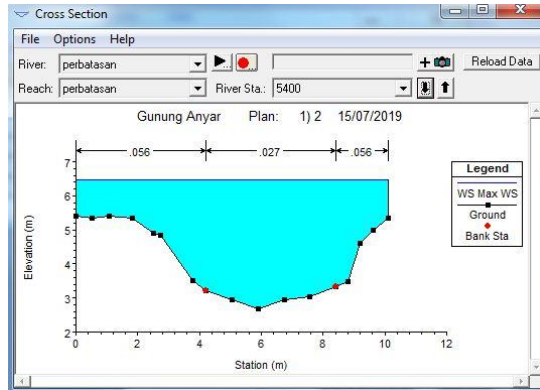 Cross Section
File Options Help
River: perbatasan Reload Data
Reach: perbatasan River Sta.: 5400
Gunung Anyar Plan: 1) 2 15/07/2019
.056 .027 .056
Legend
WS Max WS
Ground
Bank Sta
7
6
5
4
3
2
Elevation (m)
0 2 4 6 8 10 12
Station (m)